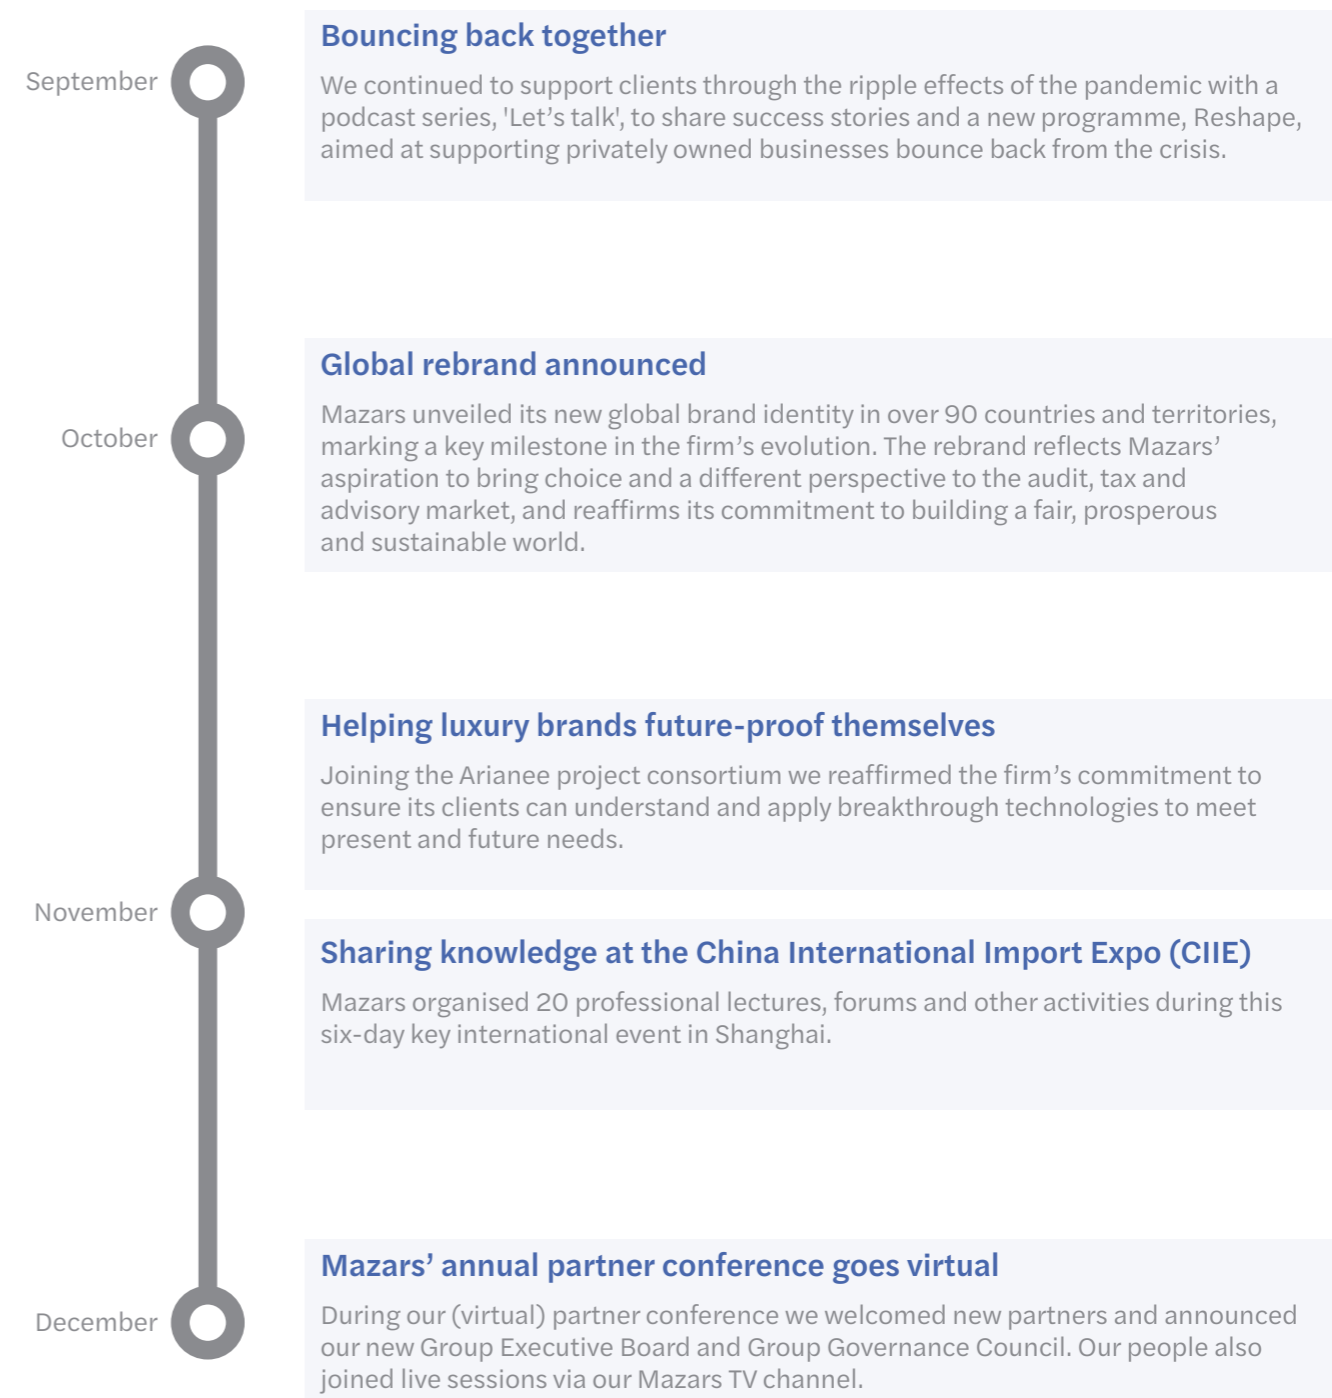 September
Bouncing back together
We continued to support clients through the ripple effects of the pandemic with a
podcast series, 'Let’s talk', to share success stories and a new programme, Reshape,
aimed at supporting privately owned businesses bounce back from the crisis.
October
Global rebrand announced
Mazars unveiled its new global brand identity in over 90 countries and territories,
marking a key milestone in the firm’s evolution. The rebrand reflects Mazars’
aspiration to bring choice and a different perspective to the audit, tax and
advisory market, and reaffirms its commitment to building a fair, prosperous
and sustainable world.
November
Helping luxury brands future-proof themselves
Joining the Arianee project consortium we reaffirmed the firm’s commitment to
ensure its clients can understand and apply breakthrough technologies to meet
present and future needs.
Sharing knowledge at the China International Import Expo (CIIE)
Mazars organised 20 professional lectures, forums and other activities during this
six-day key international event in Shanghai.
December
Mazars’ annual partner conference goes virtual
During our (virtual) partner conference we welcomed new partners and announced
our new Group Executive Board and Group Governance Council. Our people also
joined live sessions via our Mazars TV channel.